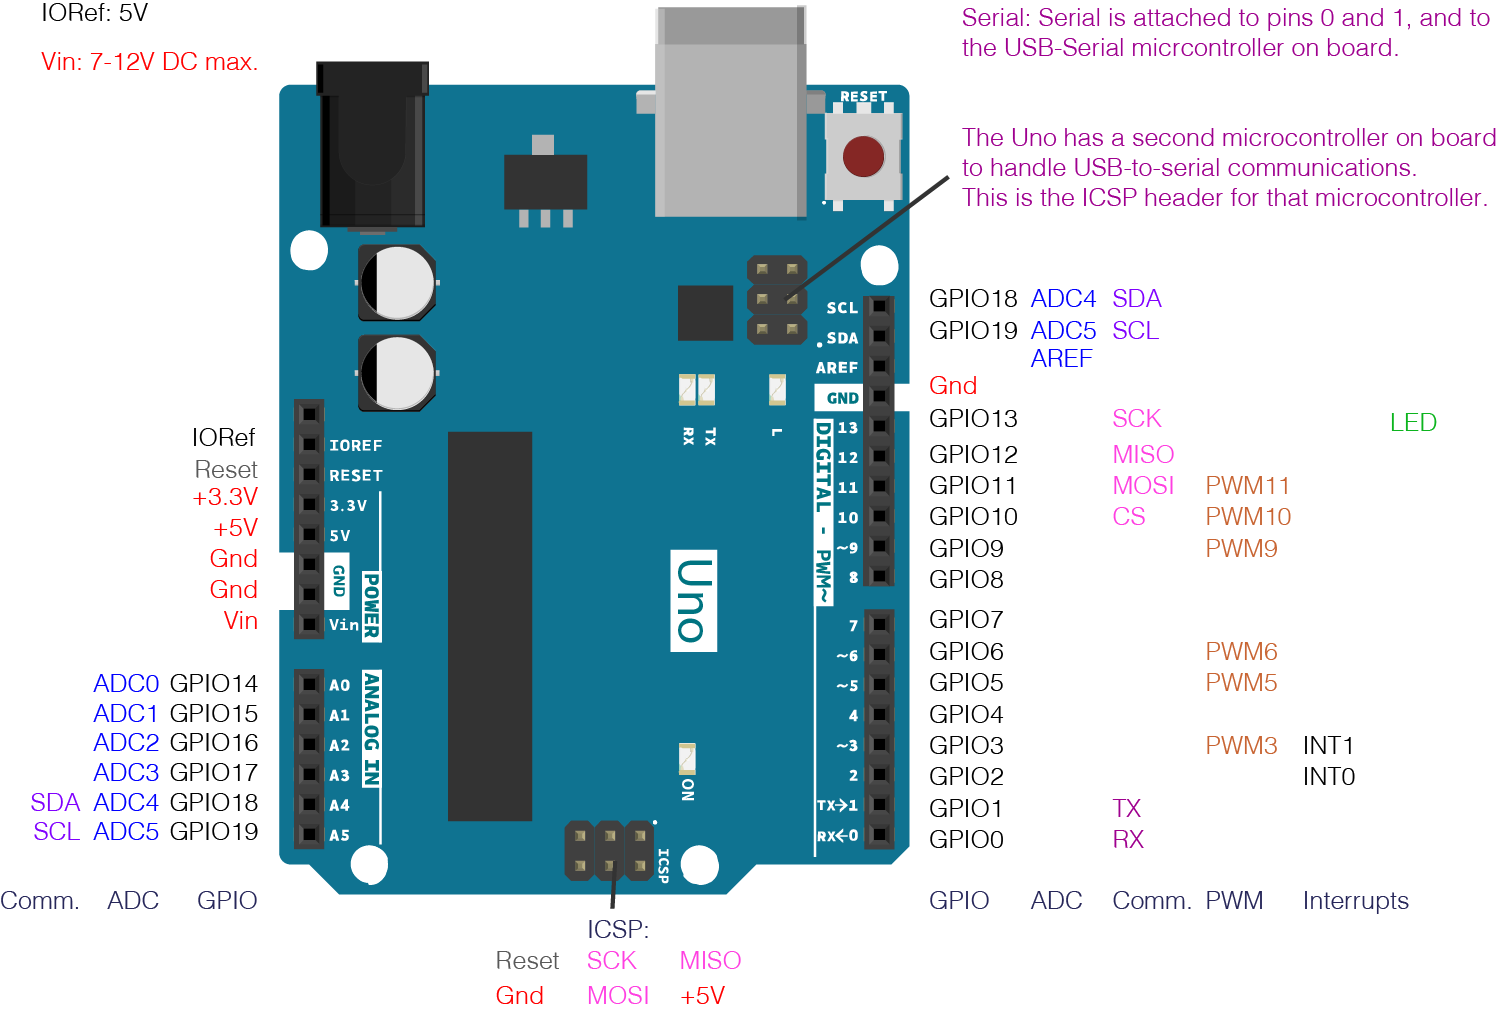 IORef: 5V
Vin: 7-12V DC max.
Serial: Serial is attached to pins 0 and 1, and to
the USB-Serial micrcontroller on board.
The Uno has a second microcontroller on board
to handle USB-to-serial communications.
This is the ICSP header for that microcontroller.
RESET
SCL
SDA
AREF
GND
13
12
11
10
~9
8
7
~6
~5
4
~3
2
TX→1
RX←0
DIGITAL - PWM~
RX
TX
L
Uno
ON
ICSP
IOREF
RESET
3.3V
5V
GND
Vin
POWER
A0
A1
A2
A3
A4
A5
ANALOG IN
IORef
Reset
+3.3V
+5V
Gnd
Gnd
Vin
ADC0 GPIO14
ADC1 GPIO15
ADC2 GPIO16
ADC3 GPIO17
SDA ADC4 GPIO18
SCL ADC5 GPIO19
Comm. ADC GPIO
GPIO18 ADC4 SDA
GPIO19 ADC5 SCL
AREF
Gnd
GPIO13 SCK LED
GPIO12 MISO
GPIO11 MOSI PWM11
GPIO10 CS PWM10
GPIO9 PWM9
GPIO8
GPIO7
GPIO6 PWM6
GPIO5 PWM5
GPIO4
GPIO3 PWM3 INT1
GPIO2 INT0
GPIO1 TX
GPIO0 RX
GPIO ADC Comm. PWM Interrupts
ICSP:
Reset SCK MISO
Gnd MOSI +5V